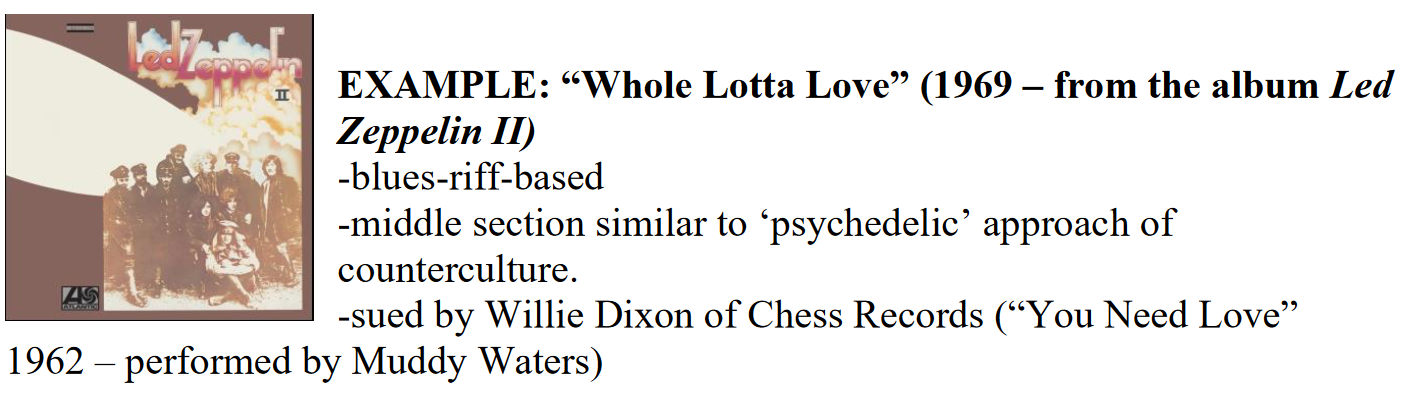 Led Zeppelin
II
EXAMPLE: “Whole Lotta Love” (1969 – from the album Led
Zeppelin II)
-blues-riff-based
-middle section similar to ‘psychedelic’ approach of
counterculture.
-sued by Willie Dixon of Chess Records (“You Need Love”
ATLANTIC
1962 – performed by Muddy Waters)